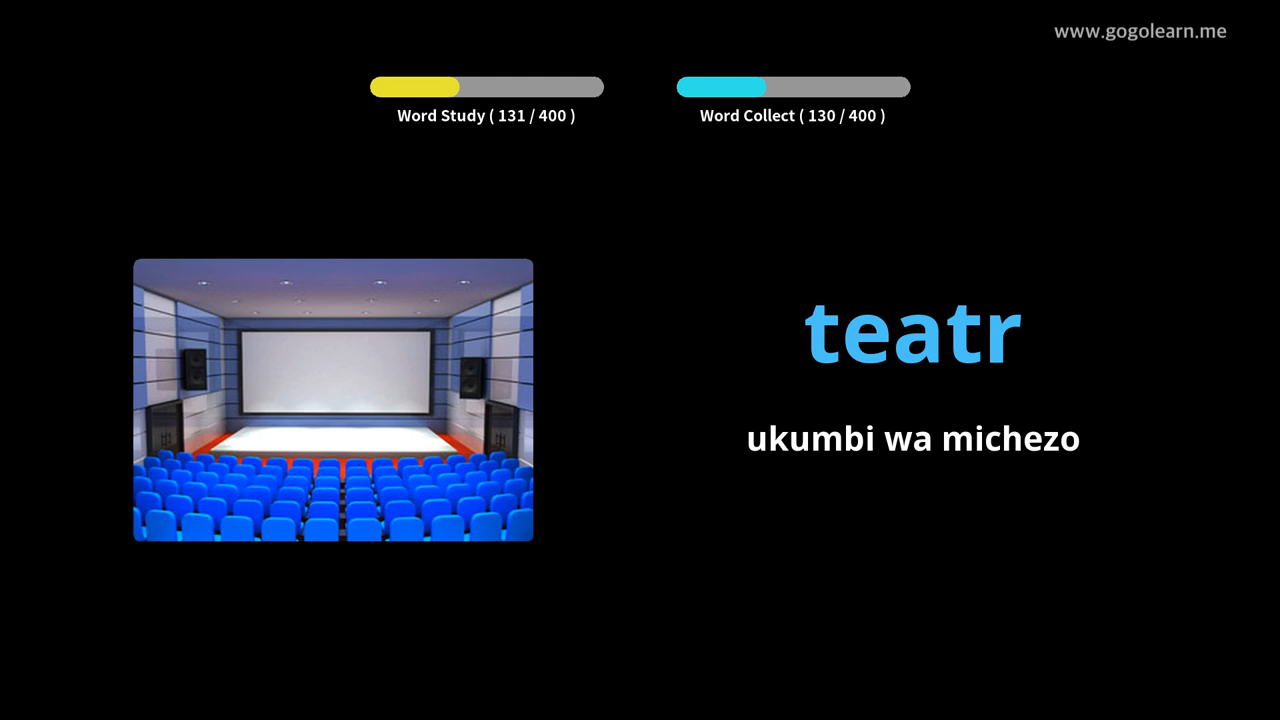 www.gogolearn.me
Word Study ( 131 / 400 )
Word Collect ( 130 / 400 )
teatr
ukumbi wa michezo